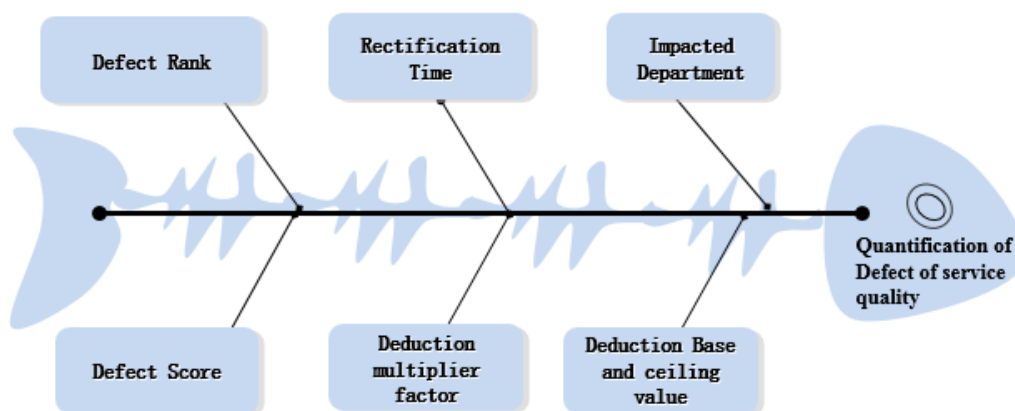 Defect Rank
Rectification
Time
Impacted
Department
Quantification of
Defect of service
quality
Defect Score
Deduction
multiplier
factor
Deduction Base
and ceiling
value